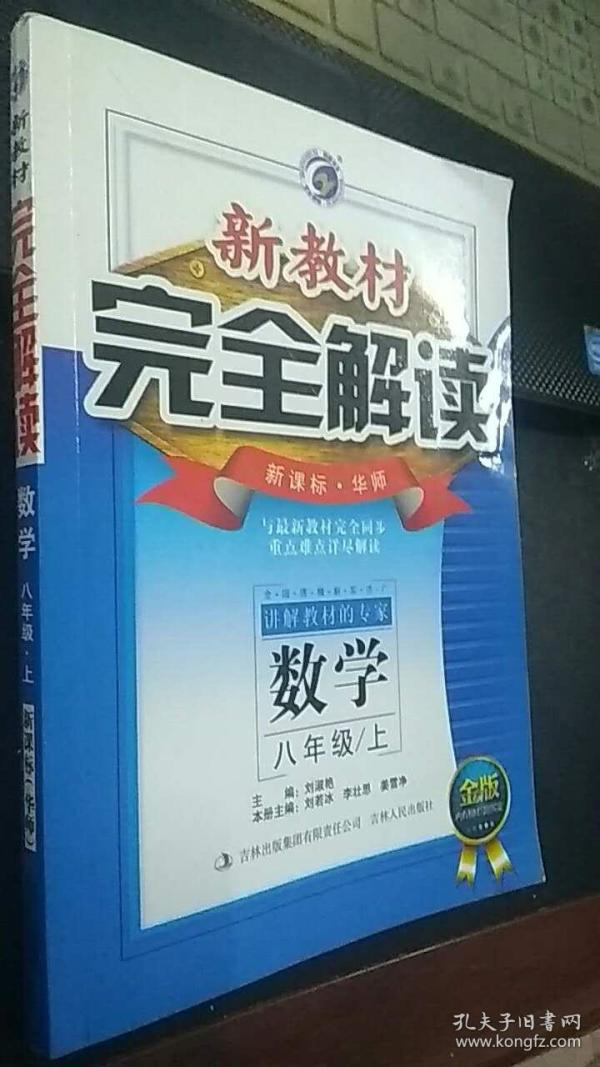 新教材
完全解读
新课标·华师
与最新教材完全同步
重点难点详尽解读
讲解教材的专家
数学
八年级/上
主 编：刘淑艳
本册主编：刘若冰 李壮思 姜雪净
吉林出版集团有限责任公司 吉林人民出版社
金版
新教材
完全解读
数学
八年级·上
新课标(华师)
孔夫子旧书网
www.kongfz.com